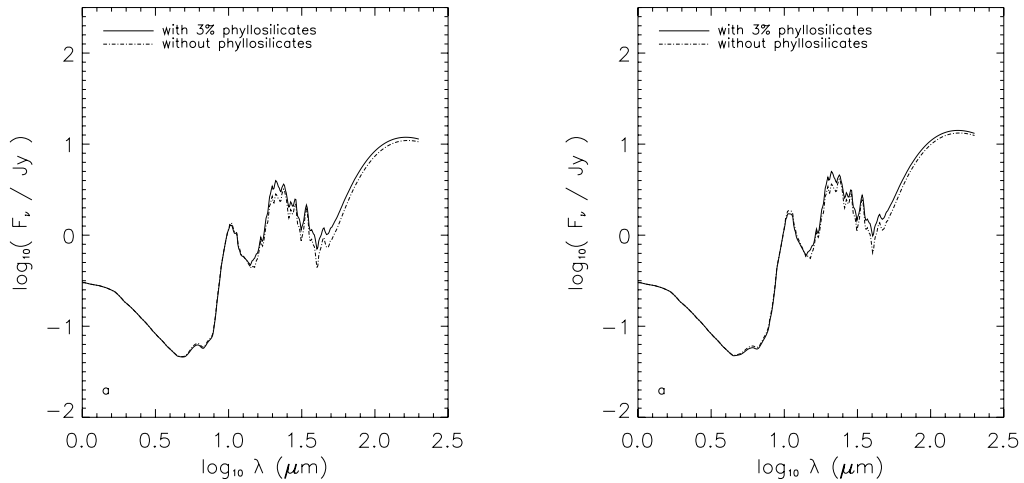 with 3% phyllosilicates
without phyllosilicates
2
1
0
−1
−2
log₁₀( Fν / Jy )
a
0.0 0.5 1.0 1.5 2.0 2.5
log₁₀ λ (μm)
with 3% phyllosilicates
without phyllosilicates
2
1
0
−1
−2
log₁₀( Fν / Jy )
a
0.0 0.5 1.0 1.5 2.0 2.5
log₁₀ λ (μm)